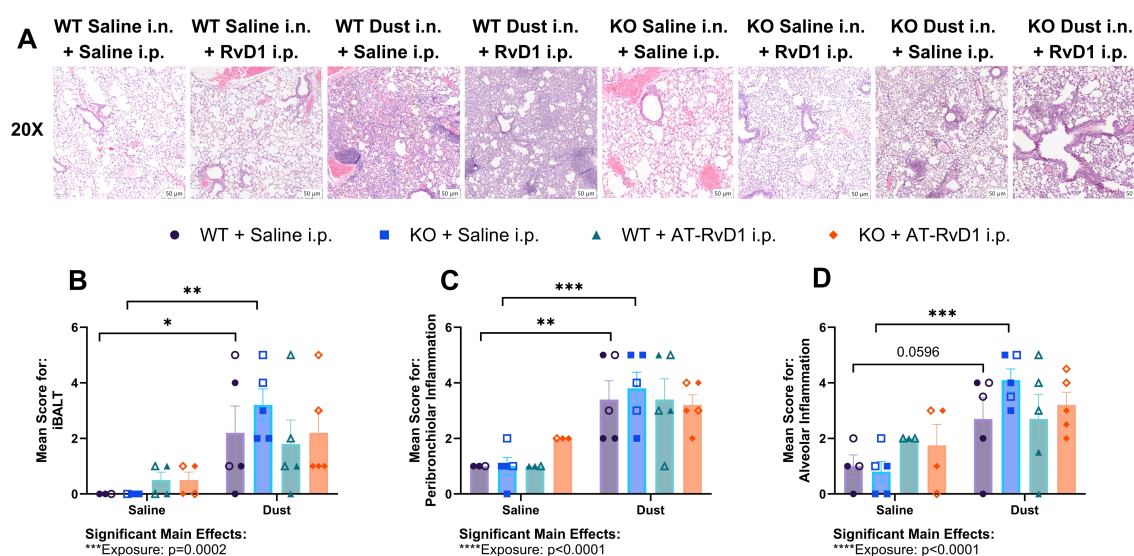 A
WT Saline i.n.
+ Saline i.p.
WT Saline i.n.
+ RvD1 i.p.
WT Dust i.n.
+ Saline i.p.
WT Dust i.n.
+ RvD1 i.p.
KO Saline i.n.
+ Saline i.p.
KO Saline i.n.
+ RvD1 i.p.
KO Dust i.n.
+ Saline i.p.
KO Dust i.n.
+ RvD1 i.p.
20X
50 µm
50 µm
50 µm
50 µm
50 µm
50 µm
50 µm
50 µm
WT + Saline i.p.
KO + Saline i.p.
WT + AT-RvD1 i.p.
KO + AT-RvD1 i.p.
B
**
*
Mean Score for:
iBALT
6
4
2
0
Saline
Dust
Significant Main Effects:
***Exposure: p=0.0002
C
***
**
Mean Score for:
Peribronchiolar Inflammation
6
4
2
0
Saline
Dust
Significant Main Effects:
****Exposure: p<0.0001
D
***
0.0596
Mean Score for:
Alveolar Inflammation
6
4
2
0
Saline
Dust
Significant Main Effects:
****Exposure: p<0.0001